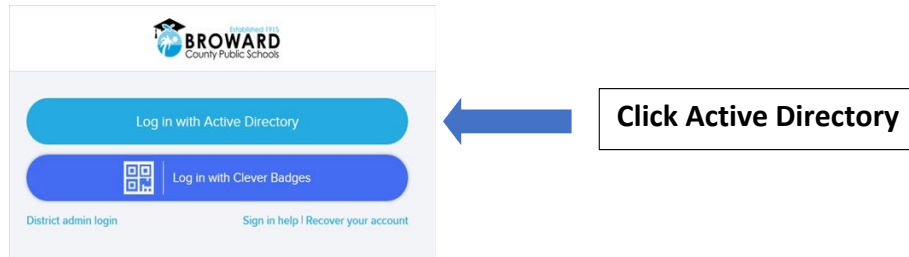 Established 1915
BROWARD
County Public Schools
Log in with Active Directory
Click Active Directory
Log in with Clever Badges
District admin login
Sign in help | Recover your account